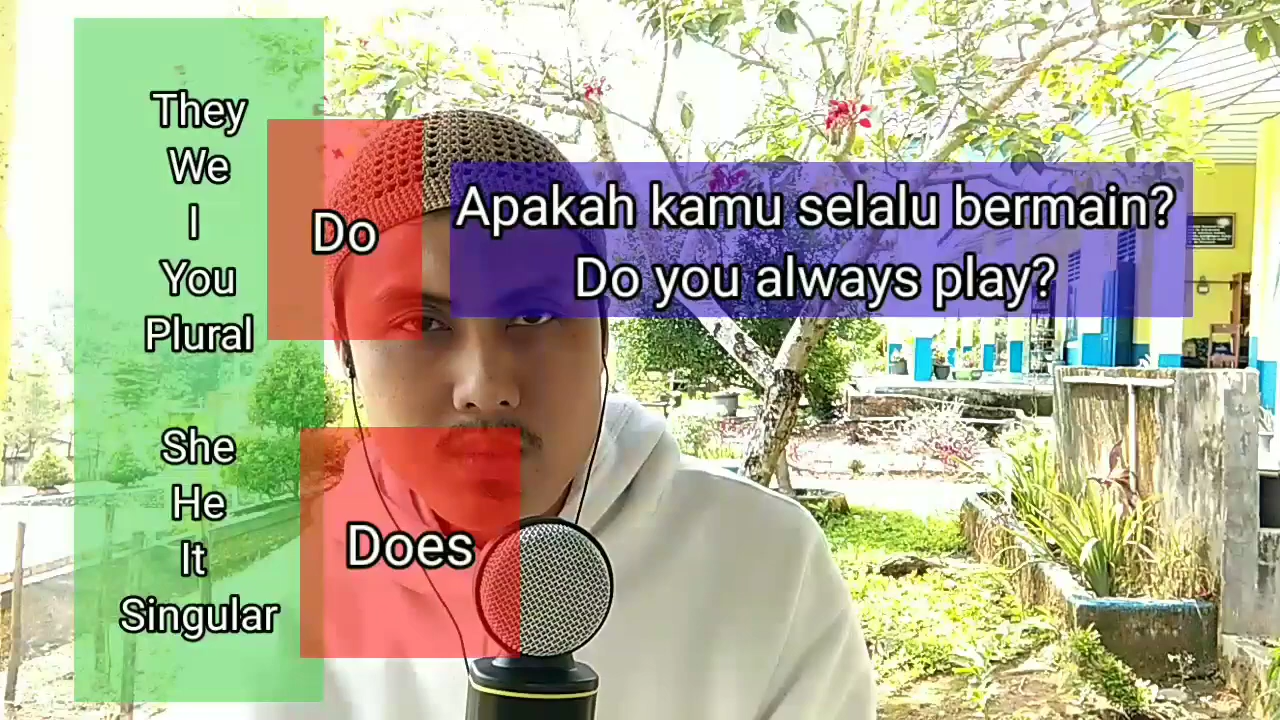 They
We
I
You
Plural
She
He
It
Singular
Do
Does
Apakah kamu selalu bermain?
Do you always play?